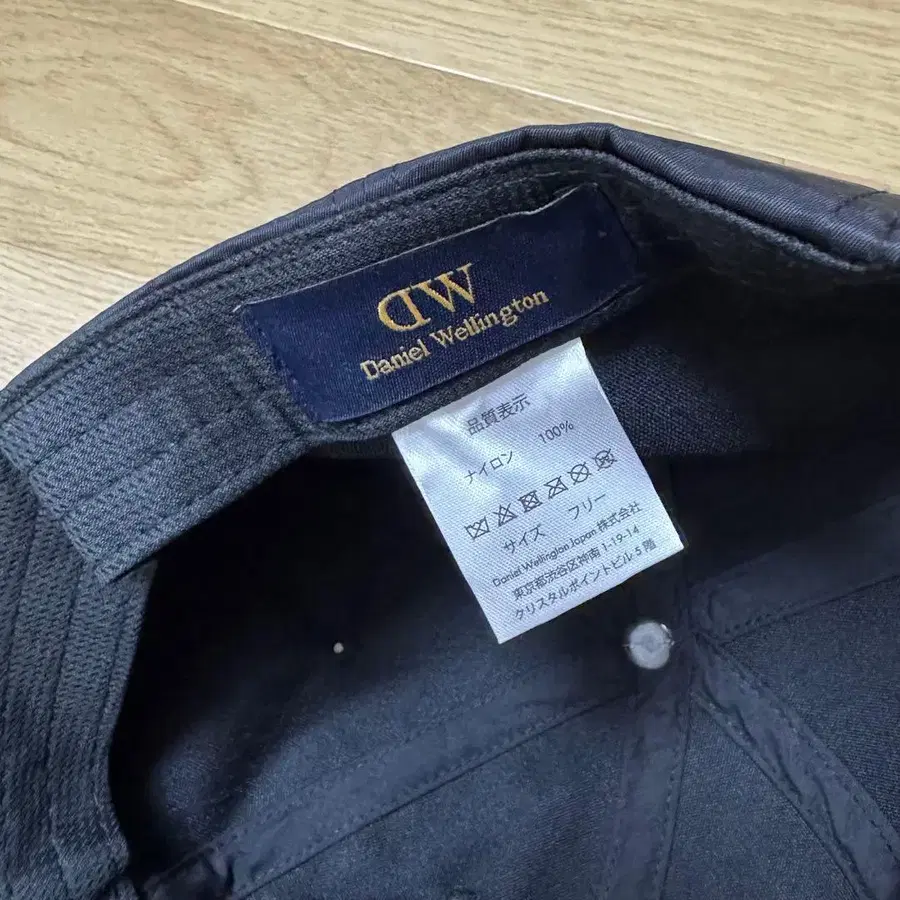 DW
Daniel Wellington
品質表示
ナイロン 100%
サイズ フリー
Daniel Wellington Japan 株式会社
東京都渋谷区神南1-19-14
クリスタルポイントビル 5 階